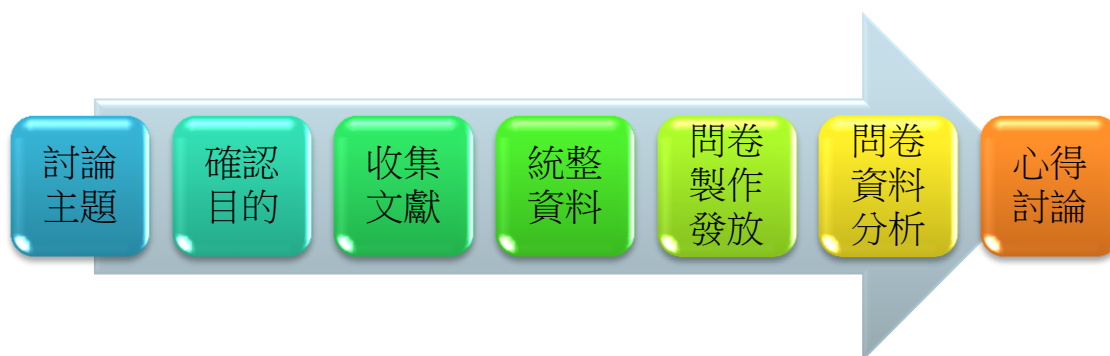 討論
主題
確認
目的
收集
文獻
統整
資料
問卷
製作
發放
問卷
資料
分析
心得
討論